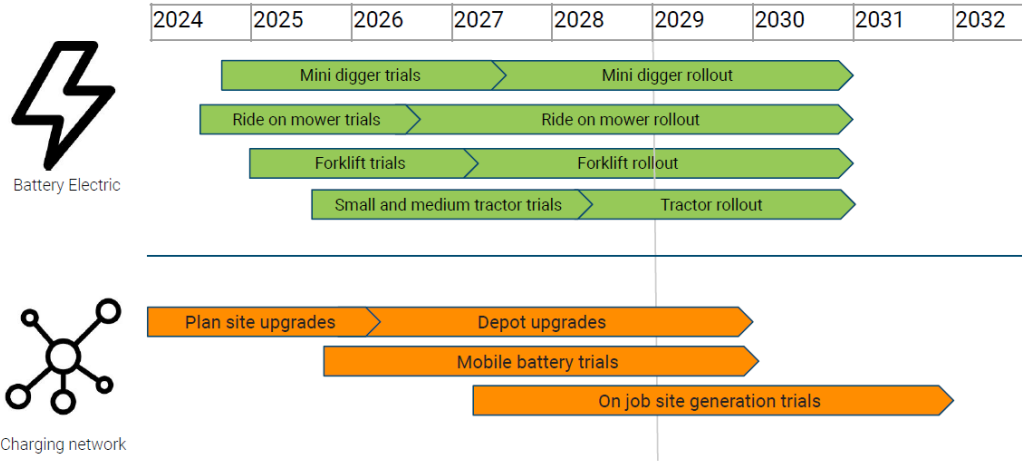 2024 2025 2026 2027 2028 2029 2030 2031 2032
Mini digger trials Mini digger rollout
Ride on mower trials Ride on mower rollout
Forklift trials Forklift rollout
Battery Electric
Small and medium tractor trials Tractor rollout
Plan site upgrades Depot upgrades
Mobile battery trials
On job site generation trials
Charging network